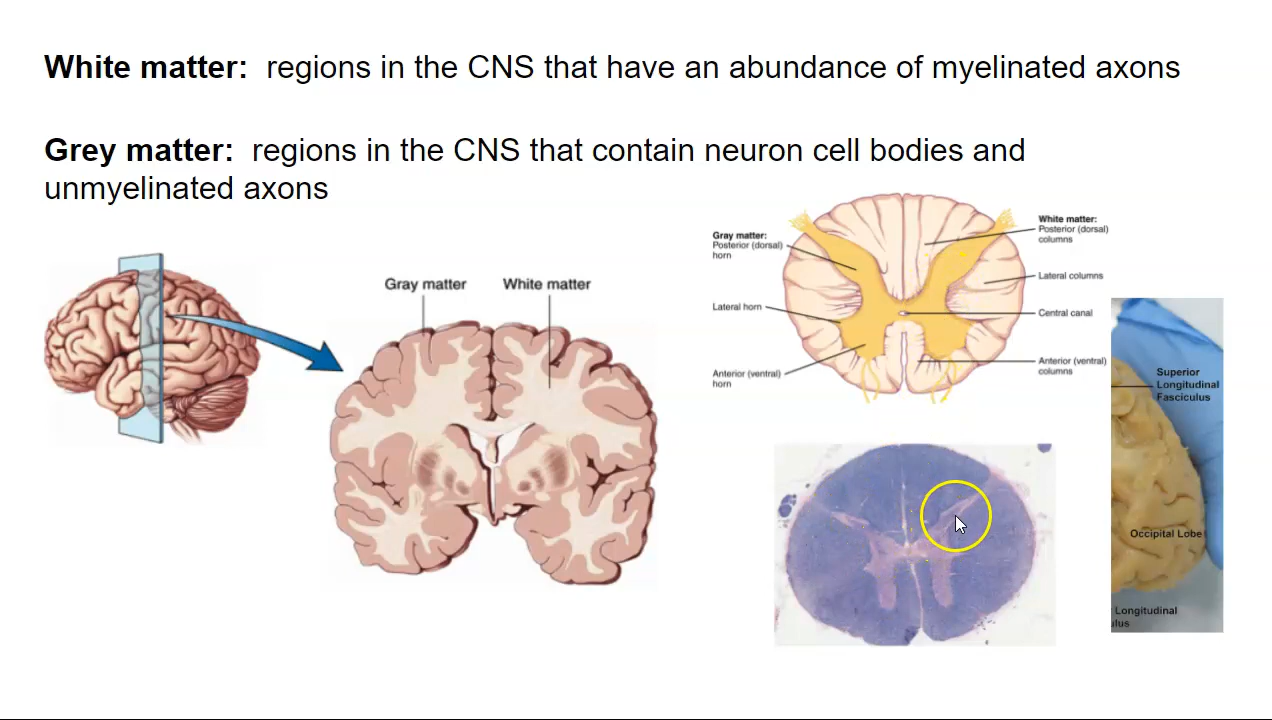 White matter: regions in the CNS that have an abundance of myelinated axons
Grey matter: regions in the CNS that contain neuron cell bodies and
unmyelinated axons
Gray matter
White matter
Gray matter:
Posterior (dorsal)
horn
Lateral horn
Anterior (ventral)
horn
White matter:
Posterior (dorsal)
columns
Lateral columns
Central canal
Anterior (ventral)
columns
Superior
Longitudinal
Fasciculus
Occipital Lobe
Longitudinal